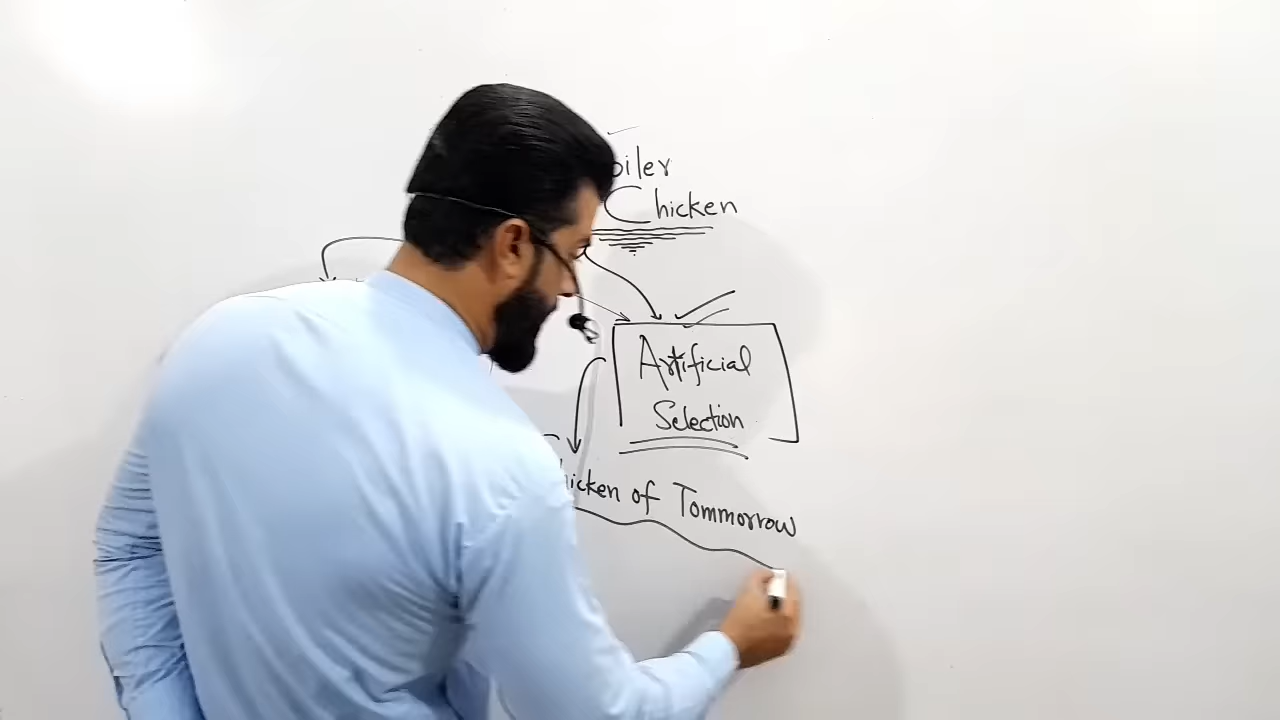 oiler
Chicken
Artificial
Selection
hicken of Tommorrow